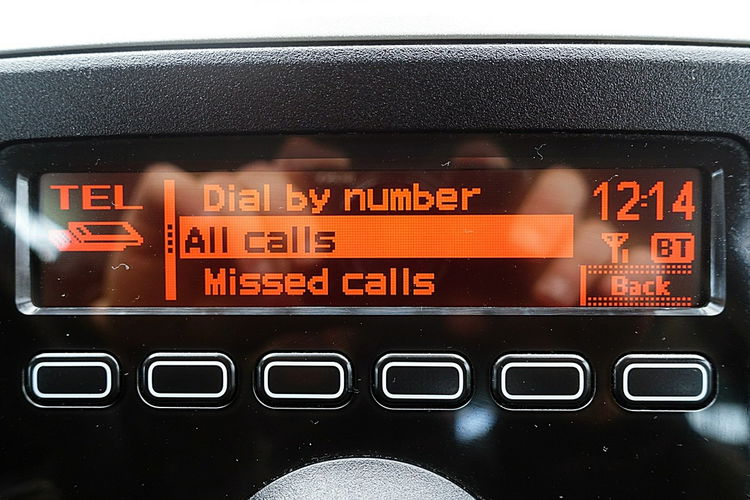 TEL
Dial by number
All calls
Missed calls
12:14
BT
Back